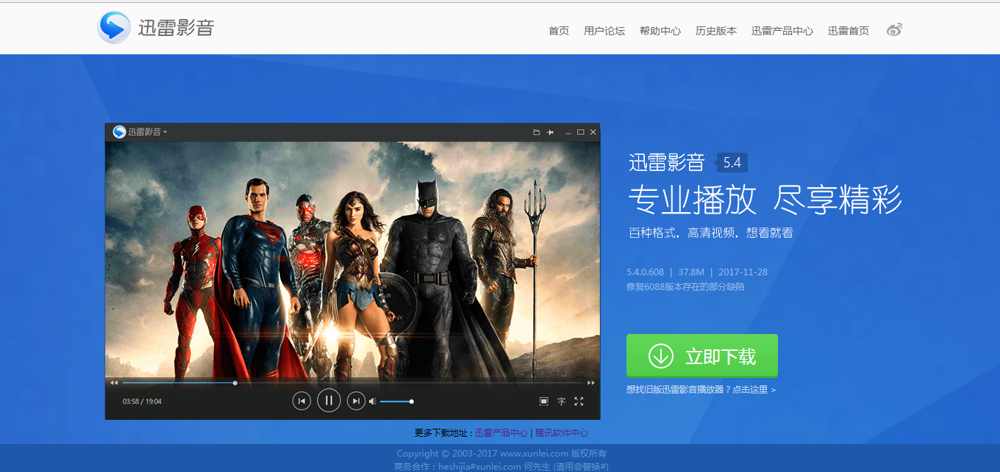 迅雷影音
首页 用户论坛 帮助中心 历史版本 迅雷产品中心 迅雷首页
迅雷影音
迅雷影音 5.4
专业播放 尽享精彩
百种格式，高清视频，想看就看
5.4.0.608 | 37.8M | 2017-11-28
修复6088版本存在的部分缺陷
立即下载
想找旧版迅雷影音播放器？点击这里 >
03:58 / 19:04
字
更多下载地址 : 迅雷产品中心 | 腾讯软件中心
Copyright © 2003-2017 www.xunlei.com 版权所有
商务合作：heshijia#xunlei.com 何先生 (请用@替换#)